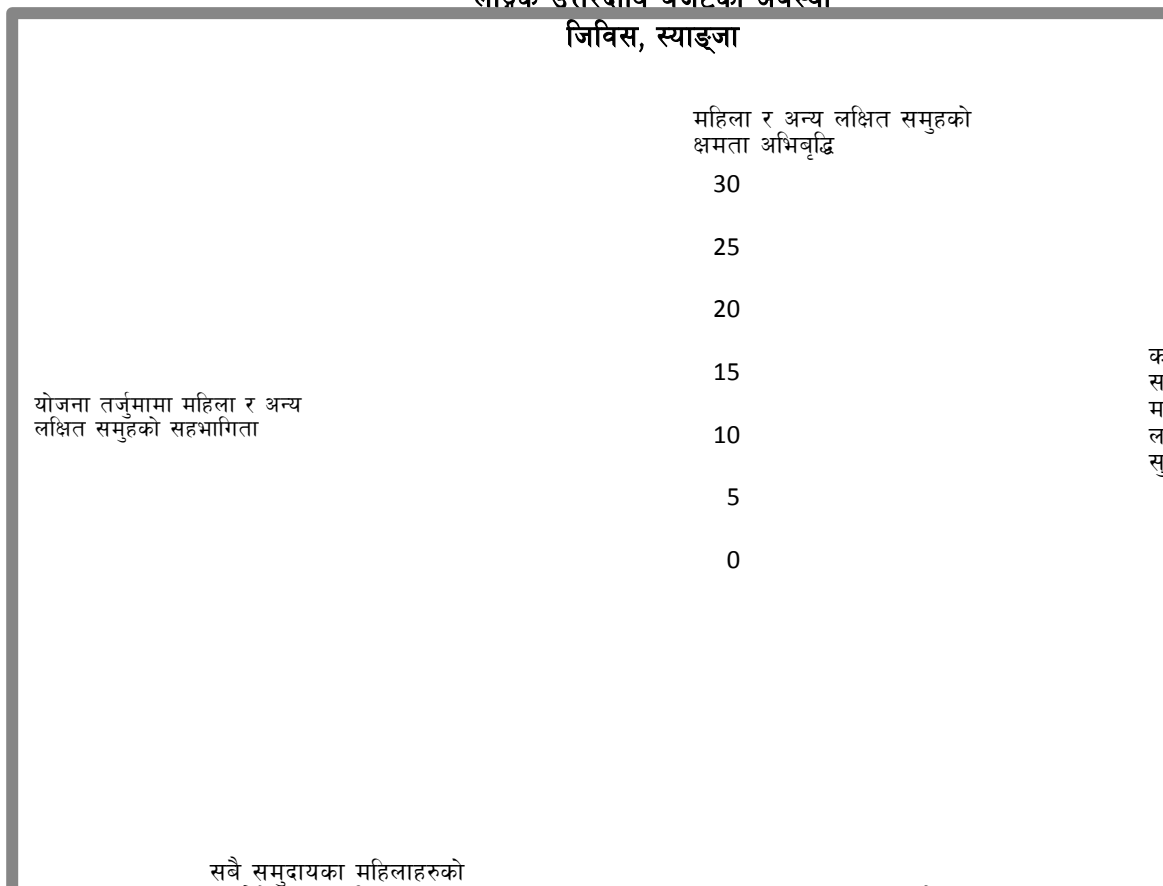 जिविस, स्याङ्जा
महिला र अन्य लक्षित समुहको
क्षमता अभिबृद्धि
30
25
20
15
10
5
0
योजना तर्जुमामा महिला र अन्य
लक्षित समुहको सहभागिता
सबै समुदायका महिलाहरुको